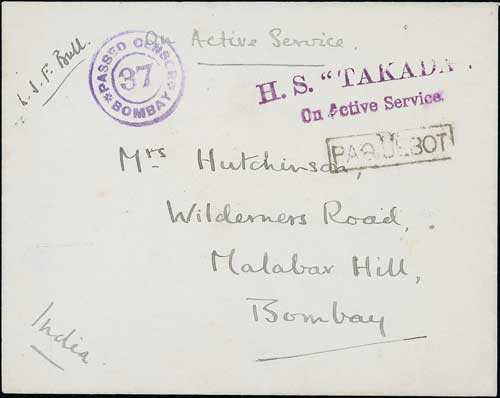 On Active Service.
L. J. F. Bull.
PASSED CENSOR
37
BOMBAY
H. S. "TAKADA"
On Active Service.
PAQUEBOT
Mrs Hutchinson,
Wilderness Road,
Malabar Hill,
Bombay
India